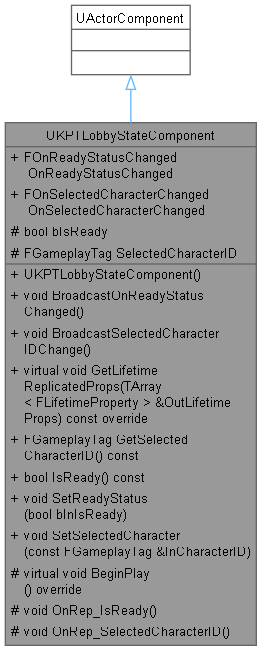 UActorComponent
UKPTLobbyStateComponent
+ FOnReadyStatusChanged
OnReadyStatusChanged
+ FOnSelectedCharacterChanged
OnSelectedCharacterChanged
# bool bIsReady
# FGameplayTag SelectedCharacterID
+ UKPTLobbyStateComponent()
+ void BroadcastOnReadyStatus
Changed()
+ void BroadcastSelectedCharacter
IDChange()
+ virtual void GetLifetime
ReplicatedProps(TArray
< FLifetimeProperty > &OutLifetime
Props) const override
+ FGameplayTag GetSelected
CharacterID() const
+ bool IsReady() const
+ void SetReadyStatus
(bool bInIsReady)
+ void SetSelectedCharacter
(const FGameplayTag &InCharacterID)
# virtual void BeginPlay
() override
# void OnRep_IsReady()
# void OnRep_SelectedCharacterID()